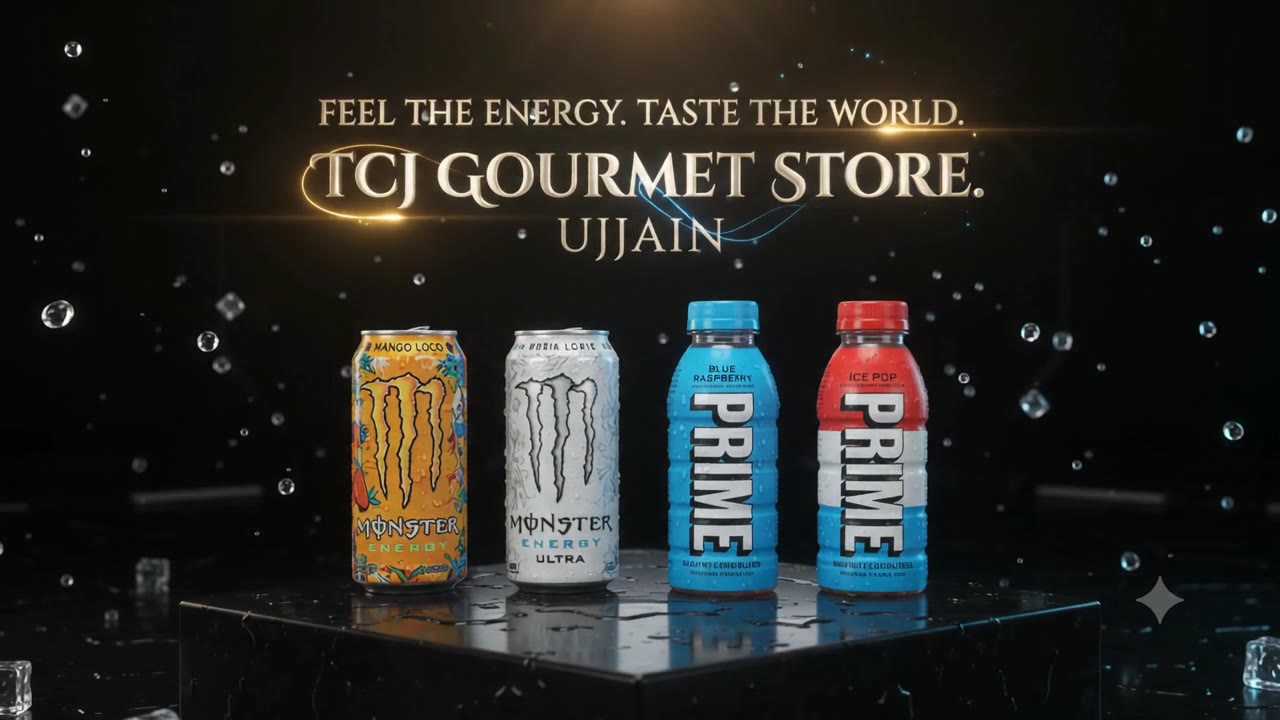 FEEL THE ENERGY. TASTE THE WORLD.
TCJ GOURMET STORE.
UJJAIN
MANGO LOCO
MONSTER
ENERGY
MONSTER
ENERGY
ULTRA
BLUE
RASPBERRY
PRIME
ICE POP
PRIME